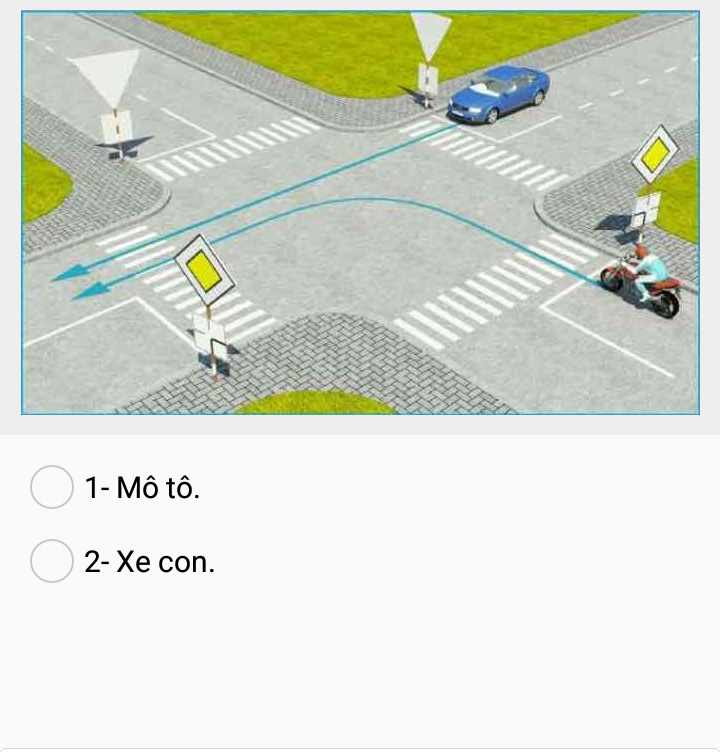 1- Mô tô.
2- Xe con.